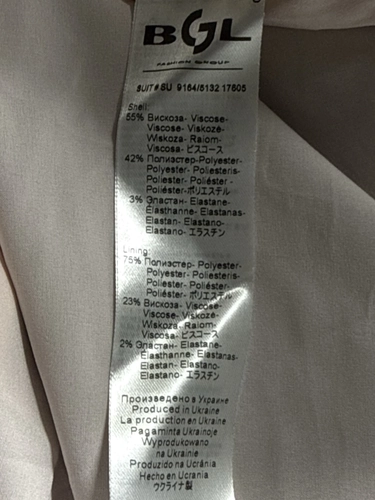 BGL
FASHION GROUP
SUIT # SU 9164/5132 17605
Shell:
55% Вискоза- Viscose-
Viscose- Viskozė-
Wiskoza- Raiom-
Viscosa- ビスコース
42% Полиэстер-Polyester-
Polyester- Poliesteris-
Poliester- Poliéster -
Poliéster-ポリエステル
3% Эластан- Elastane-
Élasthanne- Elastanas-
Elastan- Elastano-
Elastano- エラスチン
Lining:
75% Полиэстер- Polyester-
Polyester- Poliesteris-
Poliester- Poliéster-
Poliéster- ポリエステル
23% Вискоза- Viscose-
Viscose- Viskozė-
Wiskoza- Raiom-
Viscosa- ビスコース
2% Эластан- Elastane-
Élasthanne- Elastanas-
Elastan- Elastano-
Elastano- エラスチン
Произведено в Украине
Produced in Ukraine
La production en Ukraine
Pagaminta Ukrainoje
Wyprodukowano
na Ukrainie
Produzido na Ucrânia
Hecho en Ucrania
ウクライナ製